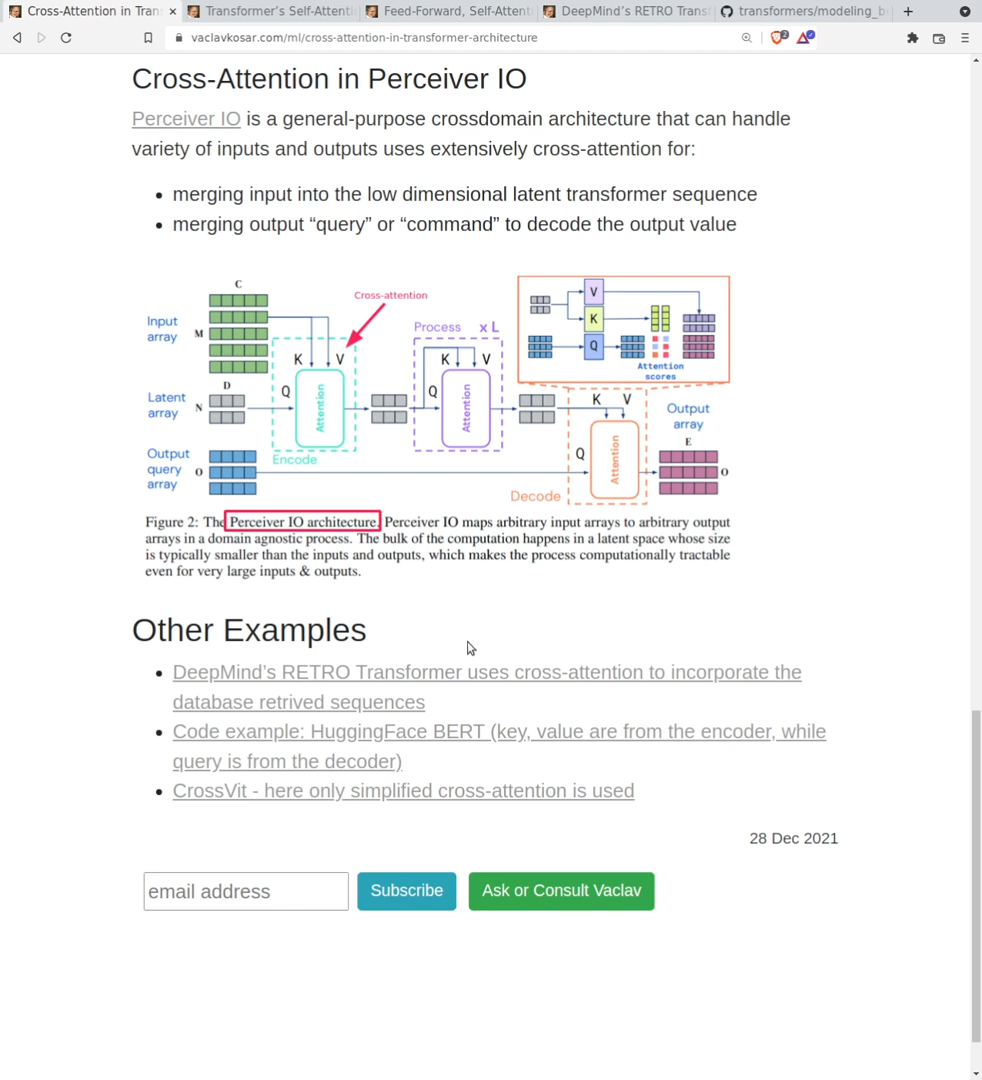 Cross-Attention in Tran
Transformer's Self-Attenti
Feed-Forward, Self-Attent
DeepMind's RETRO Trans
transformers/modeling_b
vaclavkosar.com/ml/cross-attention-in-transformer-architecture
2
Cross-Attention in Perceiver IO
Perceiver IO is a general-purpose crossdomain architecture that can handle
variety of inputs and outputs uses extensively cross-attention for:
• merging input into the low dimensional latent transformer sequence
• merging output “query” or “command” to decode the output value
C
Input
array
M
Cross-attention
K V
Q
Attention
Encode
D
Latent
array
N
Process x L
K V
Q
Attention
V
K
Q
Attention
scores
K V
Q
Attention
Decode
Output
array
E
O
Output
query
array
O
Figure 2: The Perceiver IO architecture. Perceiver IO maps arbitrary input arrays to arbitrary output
arrays in a domain agnostic process. The bulk of the computation happens in a latent space whose size
is typically smaller than the inputs and outputs, which makes the process computationally tractable
even for very large inputs & outputs.
Other Examples
• DeepMind’s RETRO Transformer uses cross-attention to incorporate the
database retrived sequences
• Code example: HuggingFace BERT (key, value are from the encoder, while
query is from the decoder)
• CrossVit - here only simplified cross-attention is used
28 Dec 2021
email address
Subscribe
Ask or Consult Vaclav